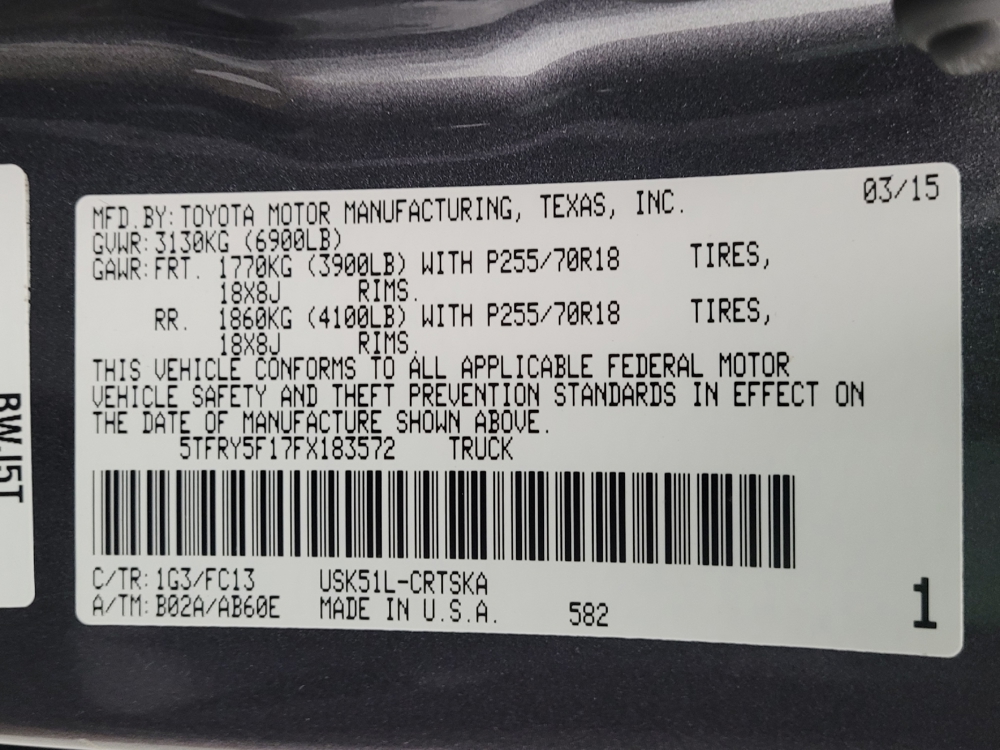 03/15
MFD.BY:TOYOTA MOTOR MANUFACTURING, TEXAS, INC.
GVWR:3130KG (6900LB)
GAWR:FRT. 1770KG (3900LB) WITH P255/70R18 TIRES,
18X8J RIMS.
RR. 1860KG (4100LB) WITH P255/70R18 TIRES,
18X8J RIMS.
THIS VEHICLE CONFORMS TO ALL APPLICABLE FEDERAL MOTOR
VEHICLE SAFETY AND THEFT PREVENTION STANDARDS IN EFFECT ON
THE DATE OF MANUFACTURE SHOWN ABOVE.
5TFRY5F17FX183572 TRUCK
C/TR:1G3/FC13 USK51L-CRTSKA
A/TM:B02A/AB60E MADE IN U.S.A. 582 1